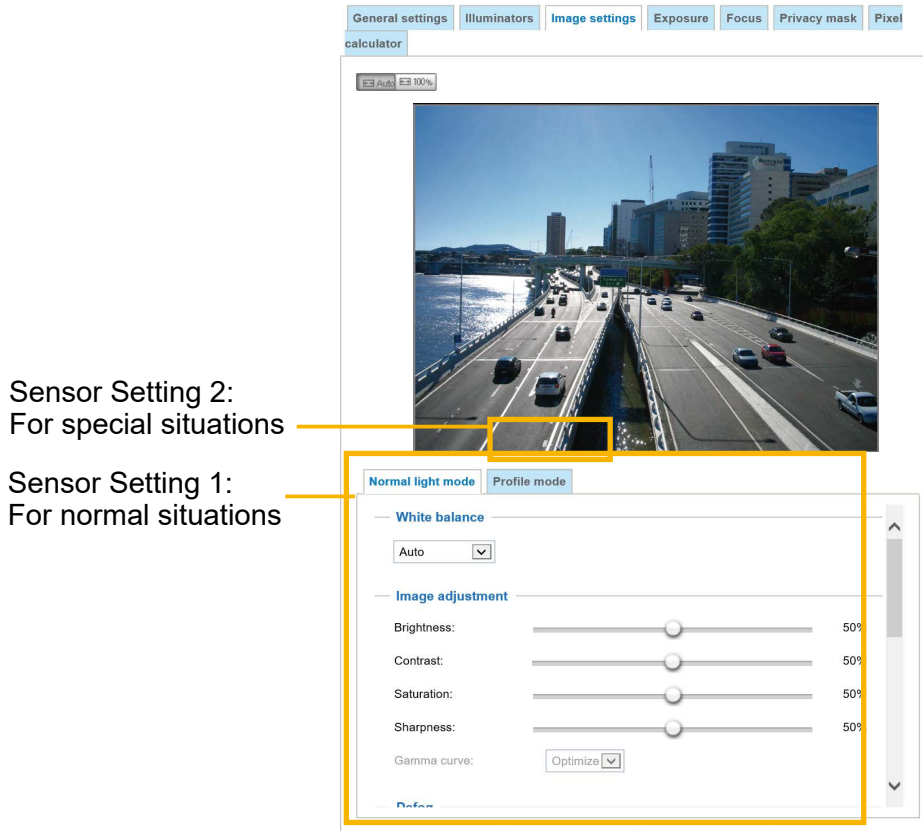 General settings Illuminators Image settings Exposure Focus Privacy mask Pixel
calculator
Auto 100%
Sensor Setting 2:
For special situations
Sensor Setting 1:
For normal situations
Normal light mode Profile mode
White balance
Auto
Image adjustment
Brightness: 50%
Contrast: 50%
Saturation: 50%
Sharpness: 50%
Gamma curve: Optimize
Defog